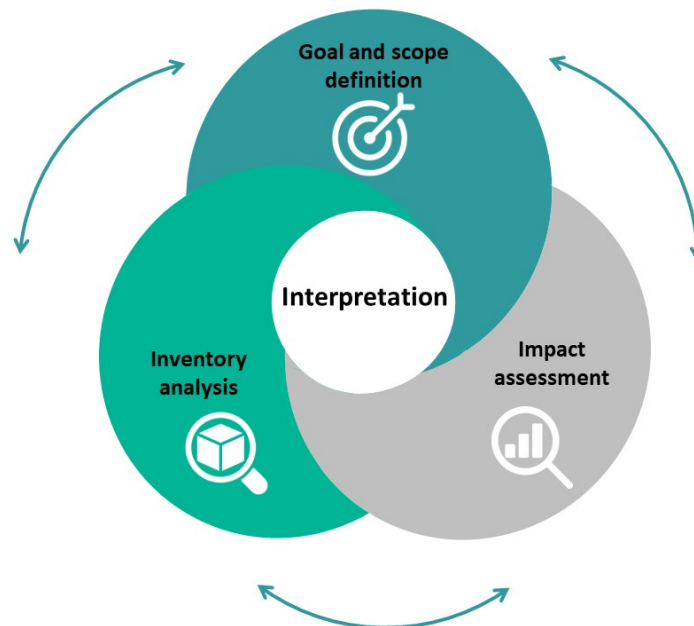 Goal and scope
definition
Interpretation
Inventory
analysis
Impact
assessment